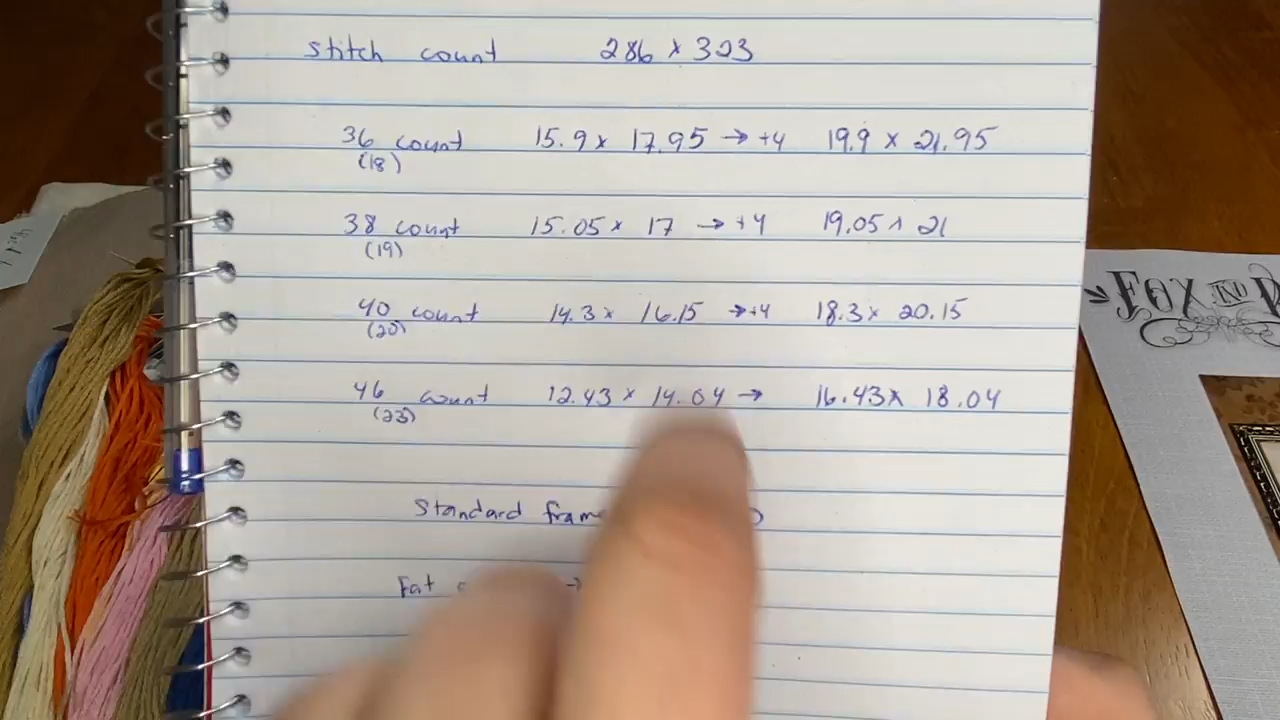 stitch count 286 x 323
36 count 15.9 x 17.95 → +4 19.9 x 21.95
(18)
38 count 15.05 x 17 → +4 19.05 x 21
(19)
40 count 14.3 x 16.15 → +4 18.3 x 20.15
(20)
46 count 12.43 x 14.04 → 16.43 x 18.04
(23)
Standard
Fat →
FOX AND